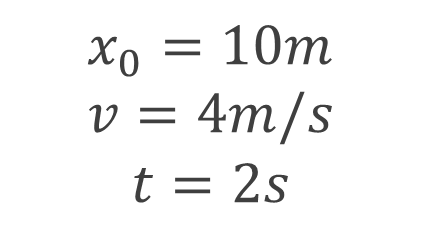 x₀ = 10m
v = 4m/s
t = 2s